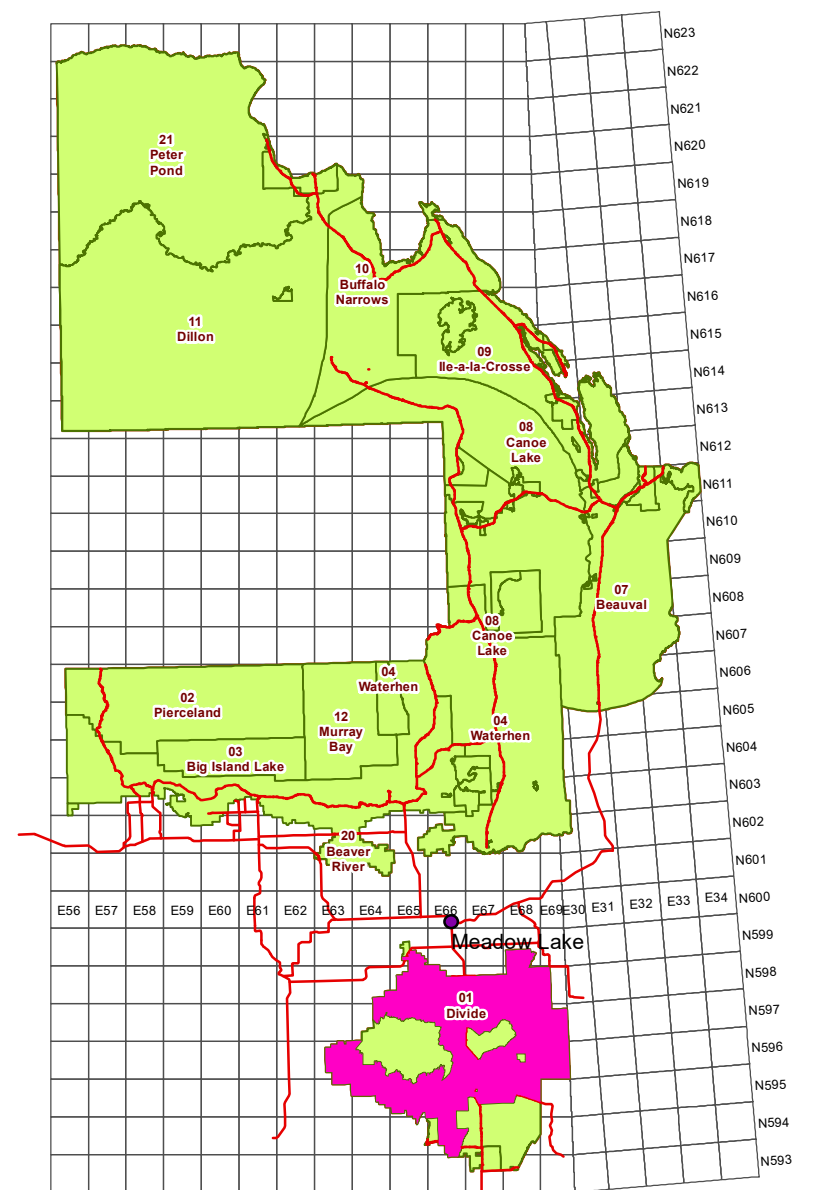 N623
N622
N621
N620
N619
N618
N617
N616
N615
N614
N613
N612
N611
N610
N609
N608
N607
N606
N605
N604
N603
N602
N601
N600
N599
N598
N597
N596
N595
N594
N593
21
Peter
Pond
10
Buffalo
Narrows
11
Dillon
09
Ile-a-la-Crosse
08
Canoe
Lake
07
Beauval
08
Canoe
Lake
04
Waterhen
02
Pierceland
12
Murray
Bay
04
Waterhen
03
Big Island Lake
20
Beaver
River
E56 E57 E58 E59 E60 E61 E62 E63 E64 E65 E66 E67 E68 E69 E30 E31 E32 E33 E34
Meadow Lake
01
Divide